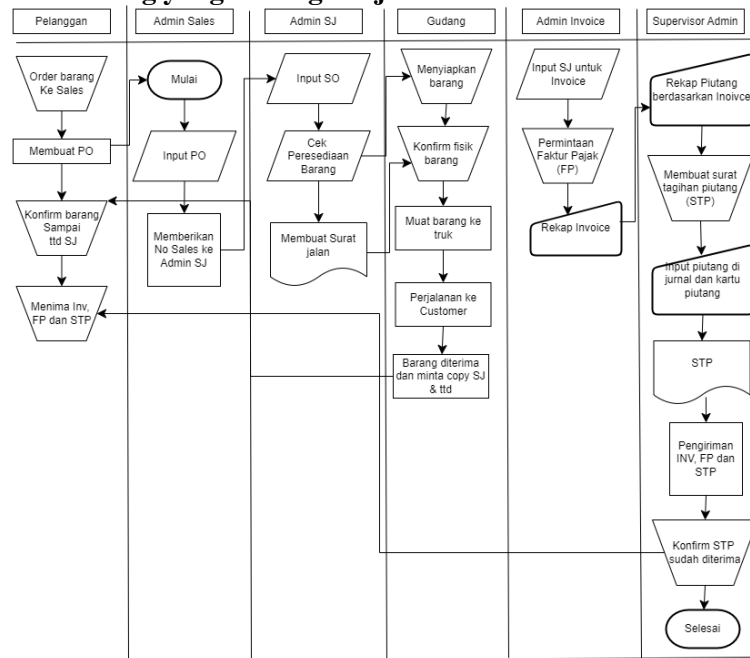 Pelanggan
Admin Sales
Admin SJ
Gudang
Admin Invoice
Supervisor Admin
Order barang
Ke Sales
Membuat PO
Konfirm barang
Sampai
ttd SJ
Menima Inv,
FP dan STP
Mulai
Input PO
Memberikan
No Sales ke
Admin SJ
Input SO
Cek
Peresediaan
Barang
Membuat Surat
jalan
Menyiapkan
barang
Konfirm fisik
barang
Muat barang ke
truk
Perjalanan ke
Customer
Barang diterima
dan minta copy SJ
& ttd
Input SJ untuk
Invoice
Permintaan
Faktur Pajak
(FP)
Rekap Invoice
Rekap Piutang
berdasarkan Inoivce
Membuat surat
tagihan piutang
(STP)
Input piutang di
jurnal dan kartu
piutang
STP
Pengiriman
INV, FP dan
STP
Konfirm STP
sudah diterima
Selesai